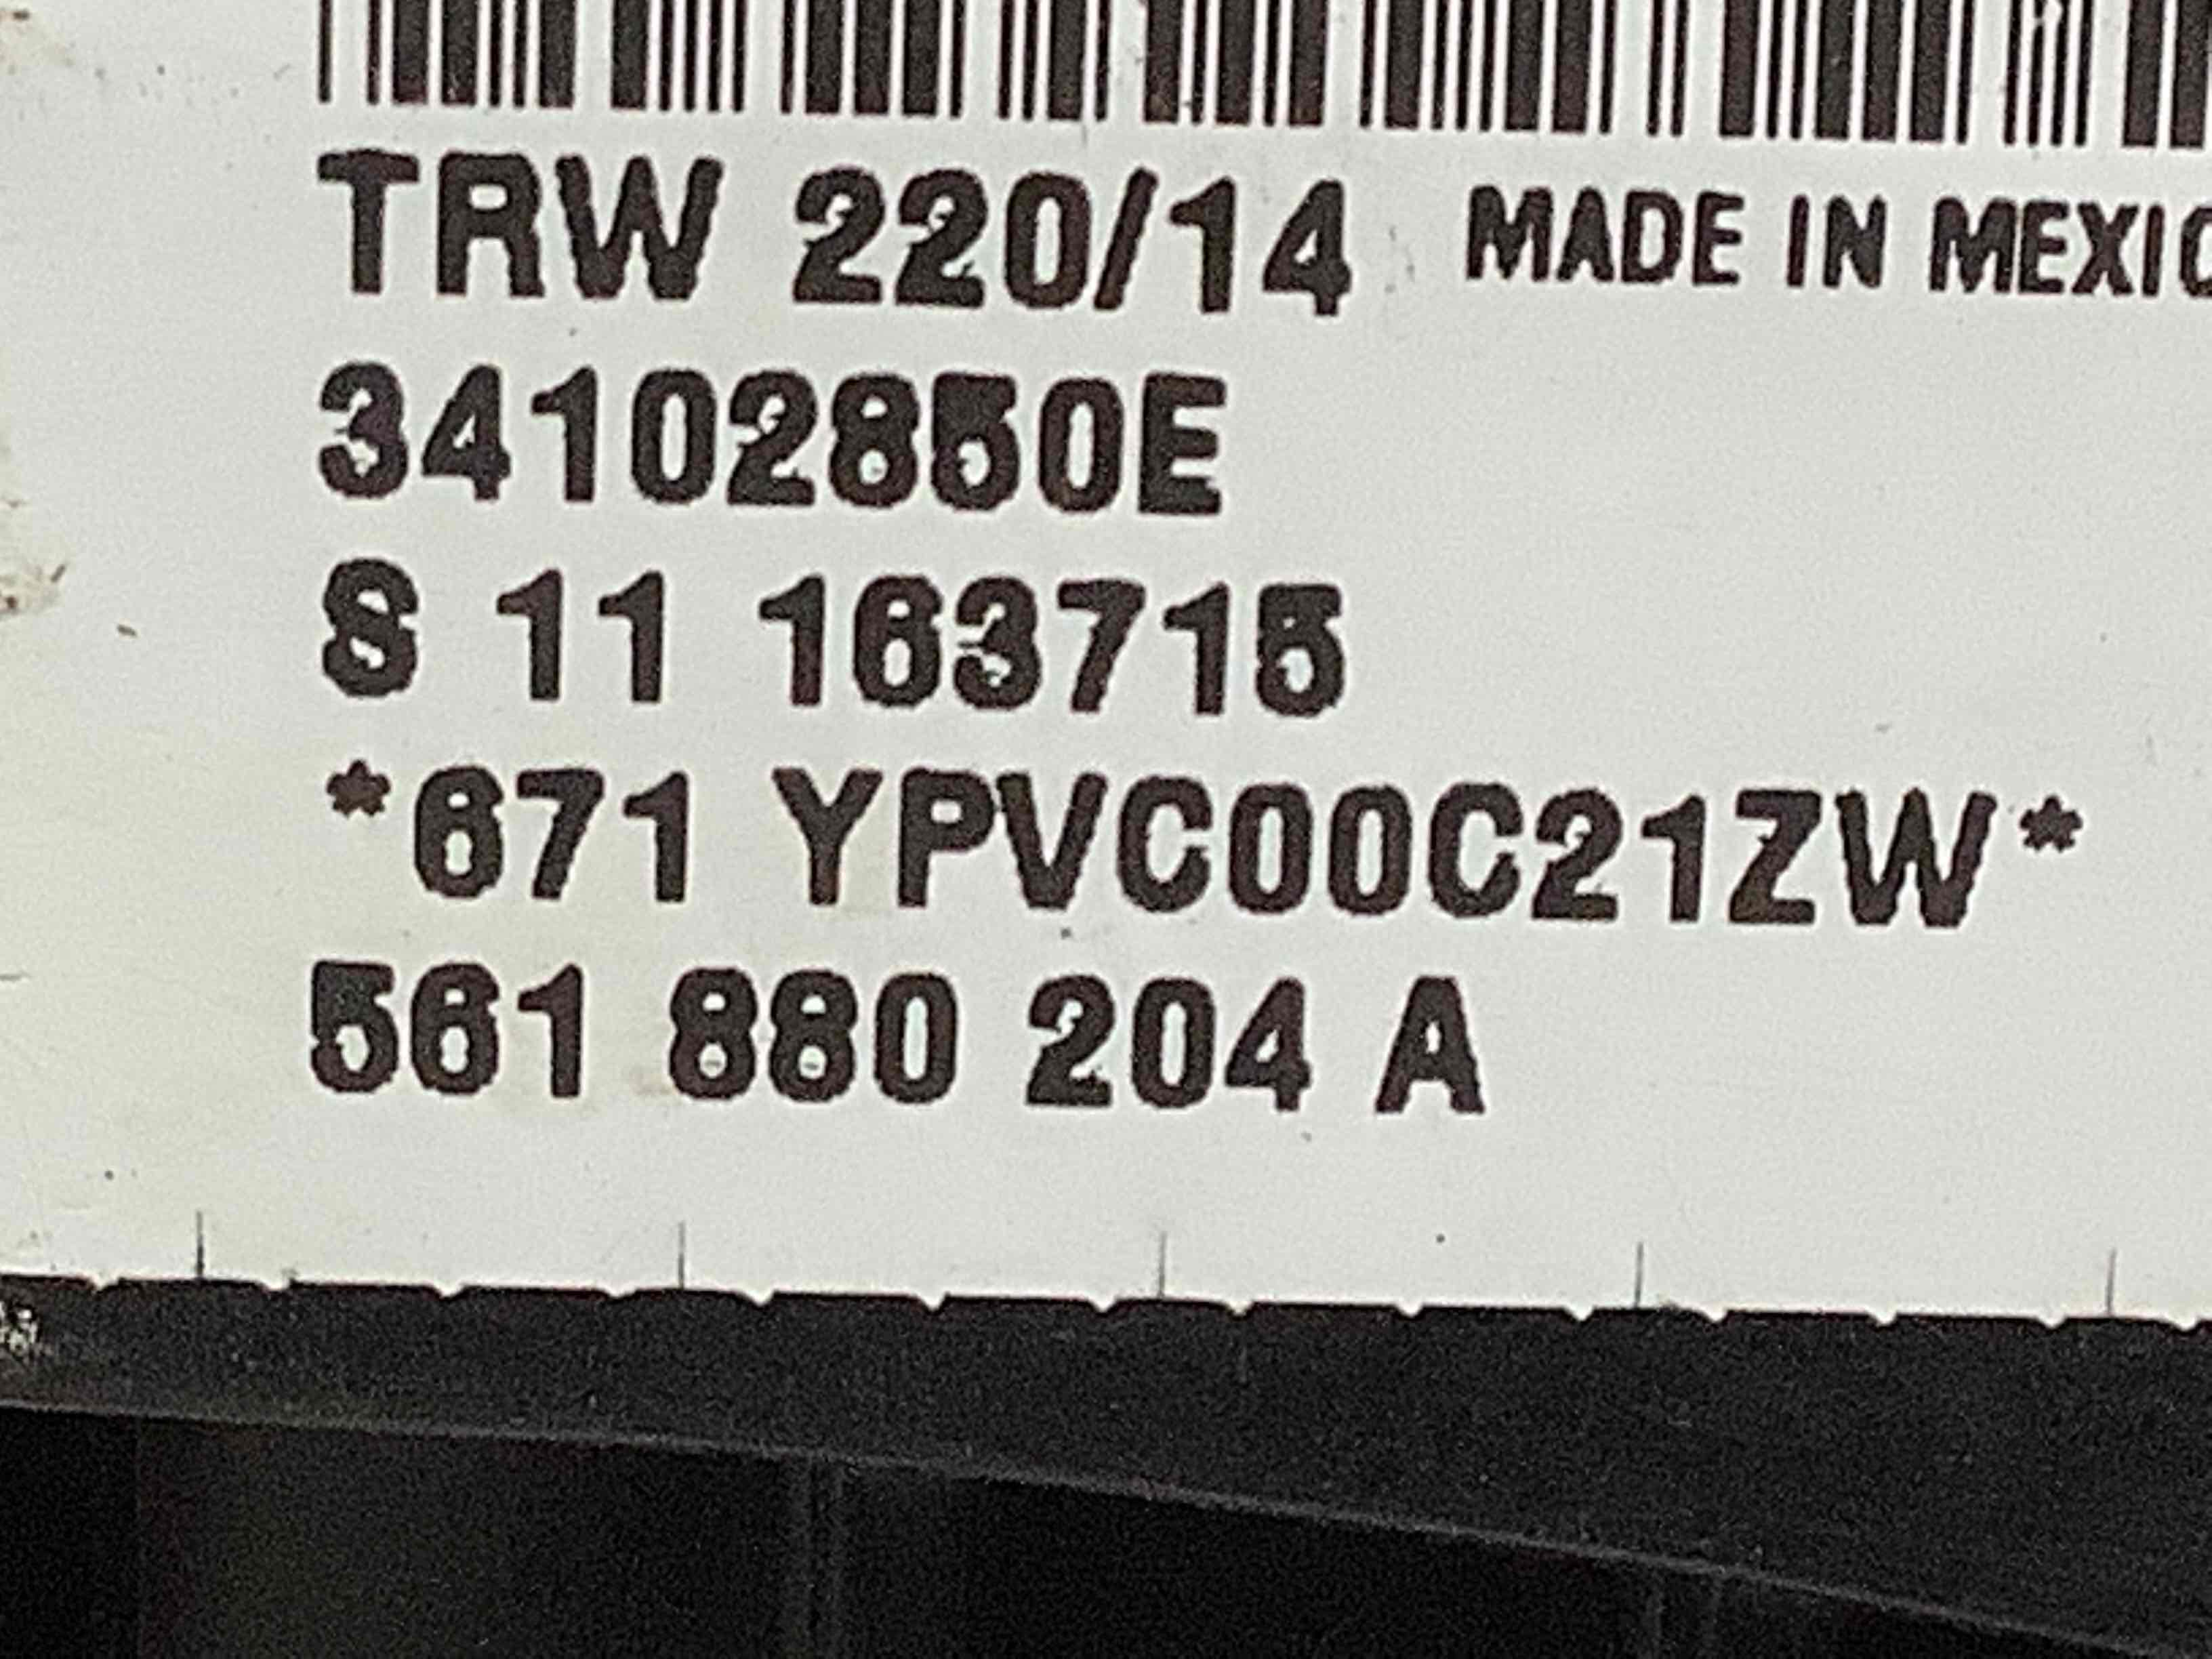 TRW 220/14 MADE IN MEXIC
34102850E
S 11 163715
*671 YPVC00C21ZW*
561 880 204 A